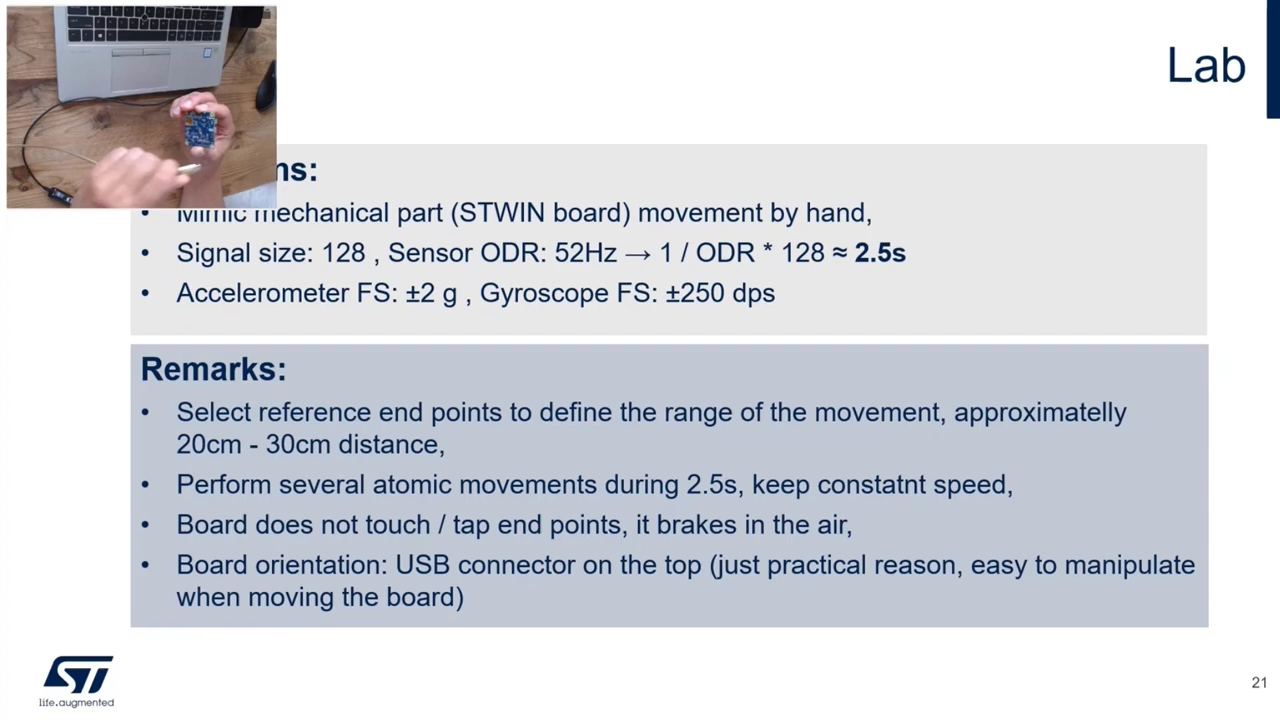 Lab
ns:
• Mimic mechanical part (STWIN board) movement by hand,
• Signal size: 128 , Sensor ODR: 52Hz → 1 / ODR * 128 ≈ 2.5s
• Accelerometer FS: ±2 g , Gyroscope FS: ±250 dps
Remarks:
• Select reference end points to define the range of the movement, approximatelly
20cm - 30cm distance,
• Perform several atomic movements during 2.5s, keep constatnt speed,
• Board does not touch / tap end points, it brakes in the air,
• Board orientation: USB connector on the top (just practical reason, easy to manipulate
when moving the board)
ST
life.augmented
21